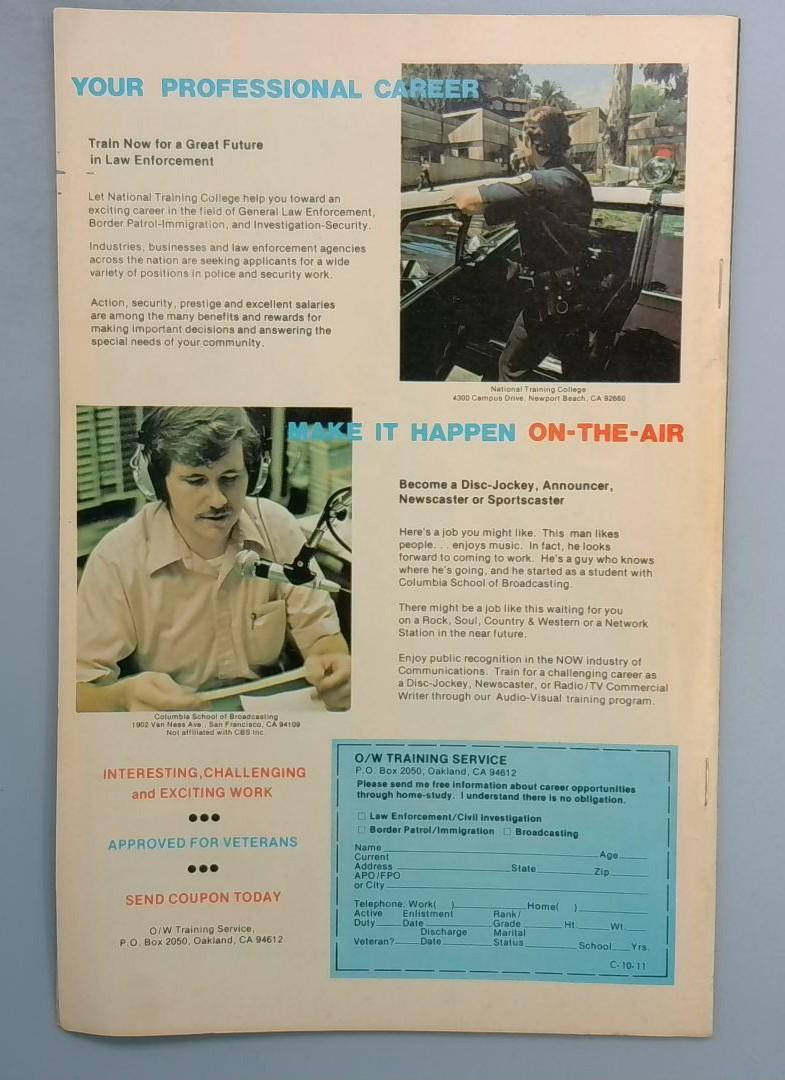 YOUR PROFESSIONAL CAREER
Train Now for a Great Future
in Law Enforcement
Let National Training College help you toward an
exciting career in the field of General Law Enforcement,
Border Patrol-Immigration, and Investigation-Security.
Industries, businesses and law enforcement agencies
across the nation are seeking applicants for a wide
variety of positions in police and security work.
Action, security, prestige and excellent salaries
are among the many benefits and rewards for
making important decisions and answering the
special needs of your community.
National Training College
4300 Campus Drive, Newport Beach, CA 92660
MAKE IT HAPPEN ON-THE-AIR
Become a Disc-Jockey, Announcer,
Newscaster or Sportscaster
Here's a job you might like. This man likes
people. . . enjoys music. In fact, he looks
forward to coming to work. He's a guy who knows
where he's going, and he started as a student with
Columbia School of Broadcasting.
There might be a job like this waiting for you
on a Rock, Soul, Country & Western or a Network
Station in the near future.
Enjoy public recognition in the NOW industry of
Communications. Train for a challenging career as
a Disc-Jockey, Newscaster, or Radio/TV Commercial
Writer through our Audio-Visual training program.
Columbia School of Broadcasting
1902 Van Ness Ave., San Francisco, CA 94109
Not affiliated with CBS Inc.
INTERESTING, CHALLENGING
and EXCITING WORK
●●●
APPROVED FOR VETERANS
●●●
SEND COUPON TODAY
O/W Training Service,
P.O. Box 2050, Oakland, CA 94612
O/W TRAINING SERVICE
P.O. Box 2050, Oakland, CA 94612
Please send me free information about career opportunities
through home-study. I understand there is no obligation.
□ Law Enforcement/Civil Investigation
□ Border Patrol/Immigration □ Broadcasting
Name Age
Current
Address State Zip
APO/FPO
or City
Telephone: Work( ) Home( )
Active Enlistment Rank/
Duty Date Grade Ht. Wt.
Discharge Marital
Veteran? Date Status School Yrs.
C-10-11